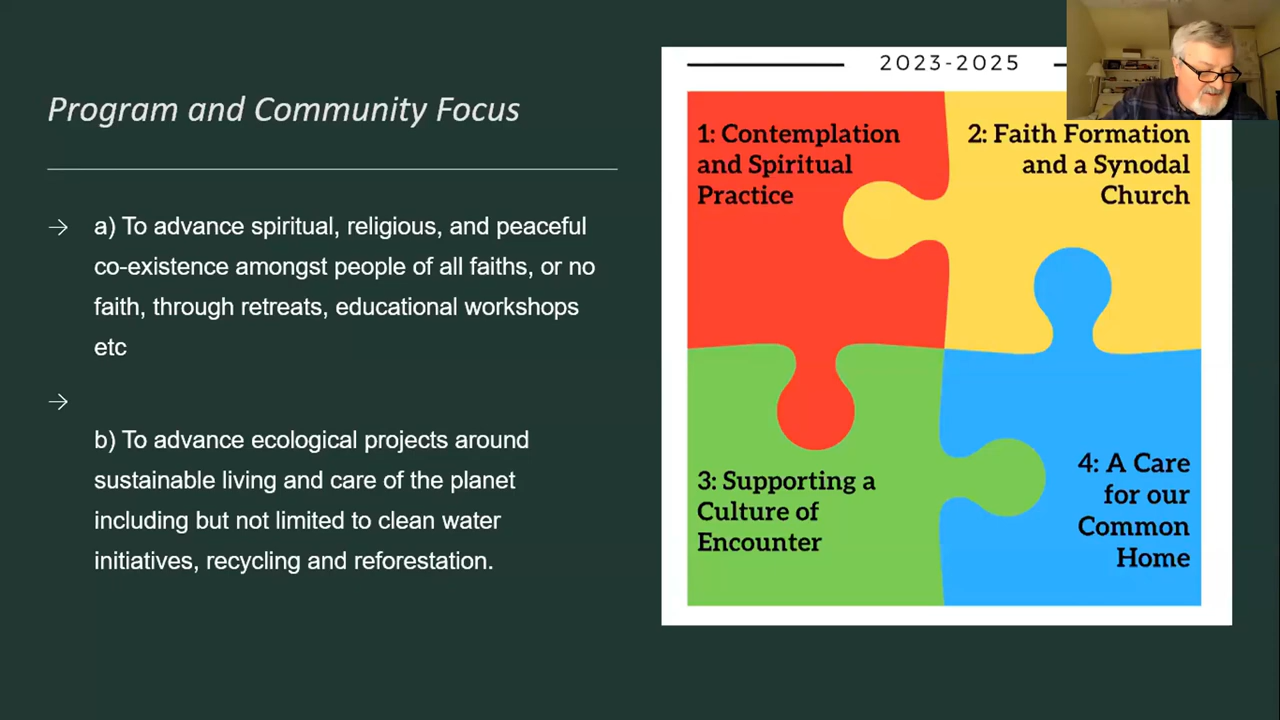 Program and Community Focus
a) To advance spiritual, religious, and peaceful
co-existence amongst people of all faiths, or no
faith, through retreats, educational workshops
etc
b) To advance ecological projects around
sustainable living and care of the planet
including but not limited to clean water
initiatives, recycling and reforestation.
2023-2025
1: Contemplation
and Spiritual
Practice
2: Faith Formation
and a Synodal
Church
3: Supporting a
Culture of
Encounter
4: A Care
for our
Common
Home